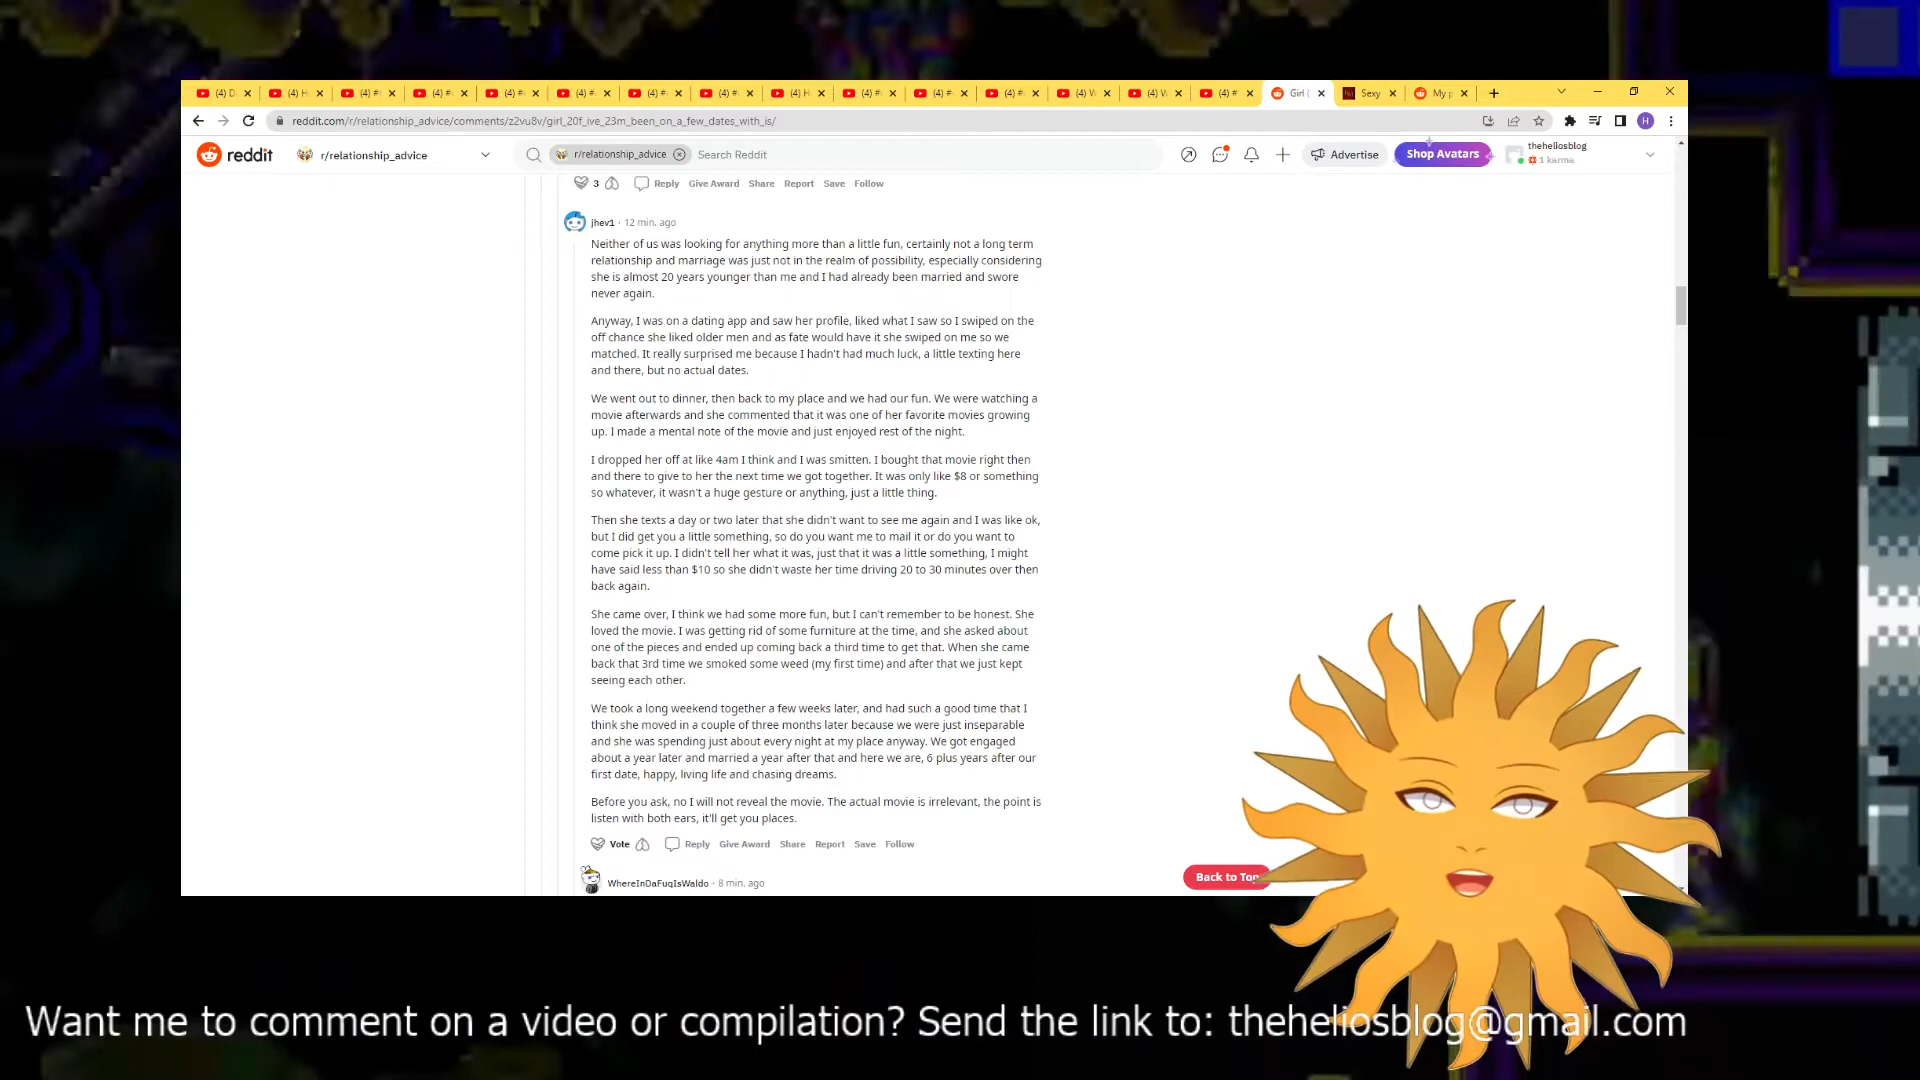 (4) D
(4) H
(4) #
(4) #
(4) #
(4) #
(4) #
(4) #
(4) H
(4) #
(4) #
(4) #
(4) W
(4) W
(4) #
Girl (
Sexy
My p
reddit.com/r/relationship_advice/comments/z2vu8v/girl_20f_ive_23m_been_on_a_few_dates_with_is/
H
reddit
r/relationship_advice
r/relationship_advice
Search Reddit
Advertise
Shop Avatars
theheliosblog
1 karma
3 Reply Give Award Share Report Save Follow
jhev1 · 12 min. ago
Neither of us was looking for anything more than a little fun, certainly not a long term
relationship and marriage was just not in the realm of possibility, especially considering
she is almost 20 years younger than me and I had already been married and swore
never again.
Anyway, I was on a dating app and saw her profile, liked what I saw so I swiped on the
off chance she liked older men and as fate would have it she swiped on me so we
matched. It really surprised me because I hadn't had much luck, a little texting here
and there, but no actual dates.
We went out to dinner, then back to my place and we had our fun. We were watching a
movie afterwards and she commented that it was one of her favorite movies growing
up. I made a mental note of the movie and just enjoyed rest of the night.
I dropped her off at like 4am I think and I was smitten. I bought that movie right then
and there to give to her the next time we got together. It was only like $8 or something
so whatever, it wasn't a huge gesture or anything, just a little thing.
Then she texts a day or two later that she didn't want to see me again and I was like ok,
but I did get you a little something, so do you want me to mail it or do you want to
come pick it up. I didn't tell her what it was, just that it was a little something, I might
have said less than $10 so she didn't waste her time driving 20 to 30 minutes over then
back again.
She came over, I think we had some more fun, but I can't remember to be honest. She
loved the movie. I was getting rid of some furniture at the time, and she asked about
one of the pieces and ended up coming back a third time to get that. When she came
back that 3rd time we smoked some weed (my first time) and after that we just kept
seeing each other.
We took a long weekend together a few weeks later, and had such a good time that I
think she moved in a couple of three months later because we were just inseparable
and she was spending just about every night at my place anyway. We got engaged
about a year later and married a year after that and here we are, 6 plus years after our
first date, happy, living life and chasing dreams.
Before you ask, no I will not reveal the movie. The actual movie is irrelevant, the point is
listen with both ears, it'll get you places.
Vote Reply Give Award Share Report Save Follow
WhereInDaFuqIsWaldo · 8 min. ago
Back to Top
Want me to comment on a video or compilation? Send the link to: theheliosblog@gmail.com